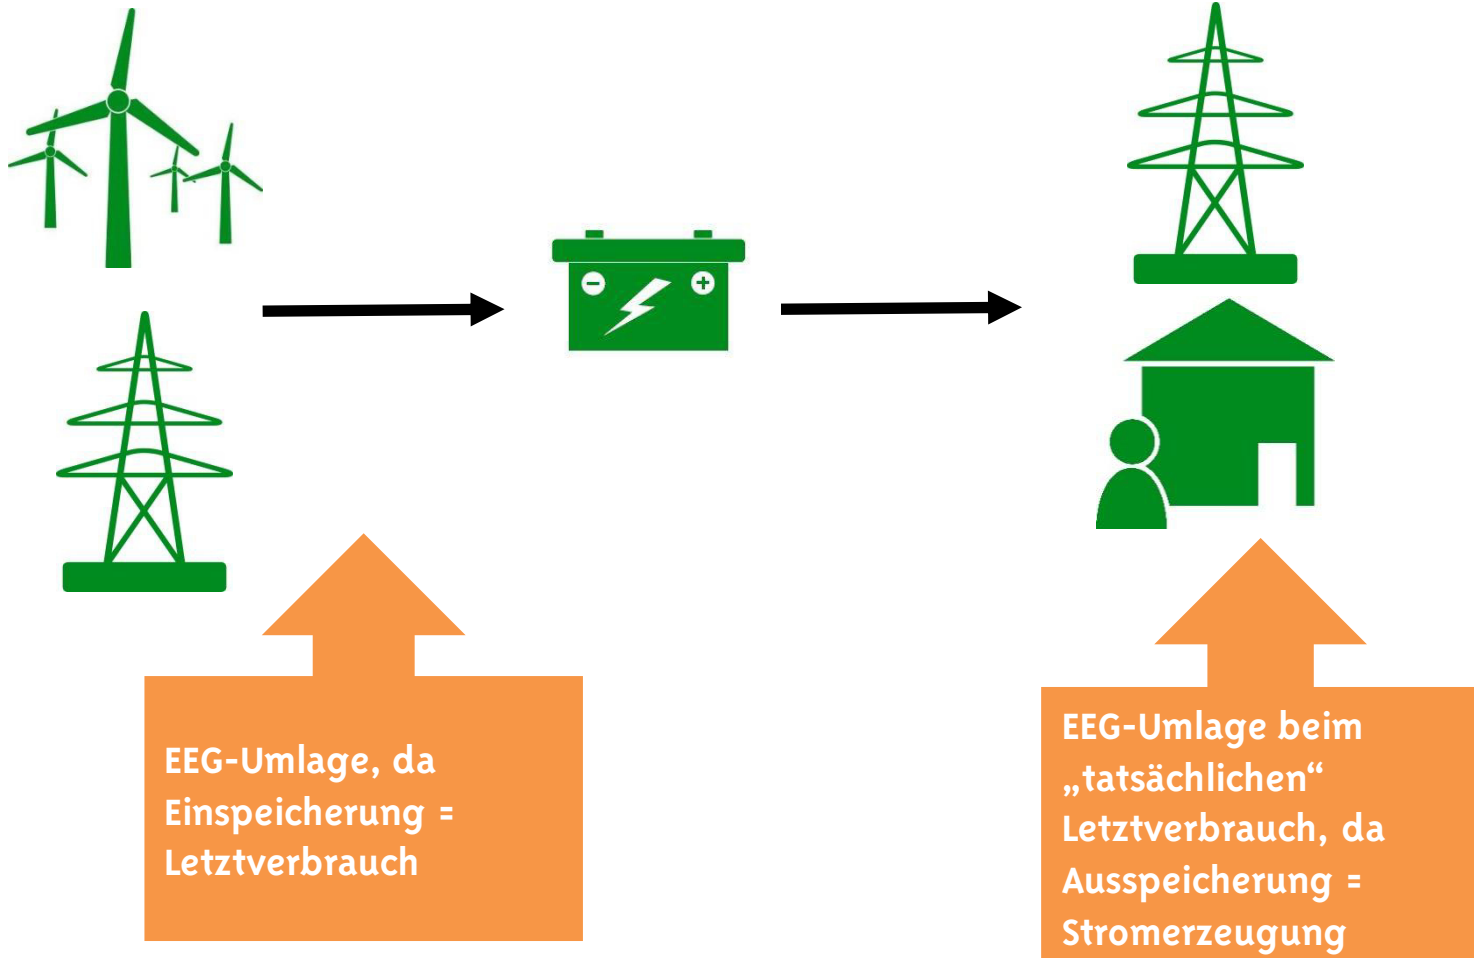 EEG-Umlage, da
Einspeicherung =
Letztverbrauch
EEG-Umlage beim
„tatsächlichen“
Letztverbrauch, da
Ausspeicherung =
Stromerzeugung